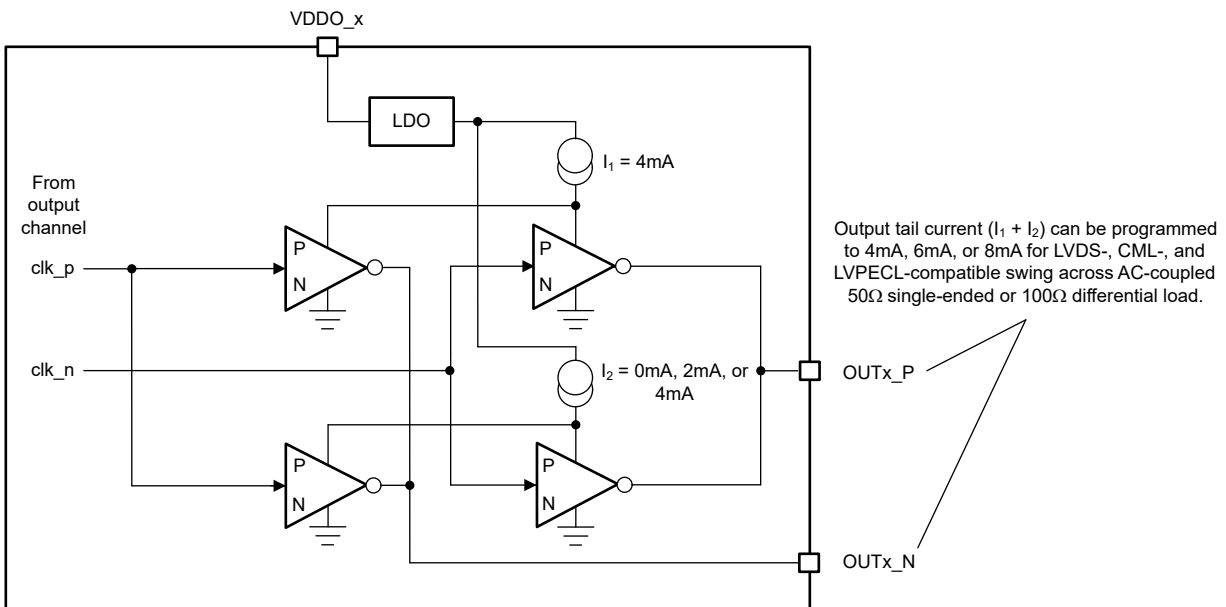 VDDO_x
LDO
I₁ = 4mA
From
output
channel
P
N
P
N
clk_p
Output tail current (I₁ + I₂) can be programmed
to 4mA, 6mA, or 8mA for LVDS-, CML-, and
LVPECL-compatible swing across AC-coupled
50Ω single-ended or 100Ω differential load.
clk_n
I₂ = 0mA, 2mA, or
4mA
OUTx_P
P
N
P
N
OUTx_N